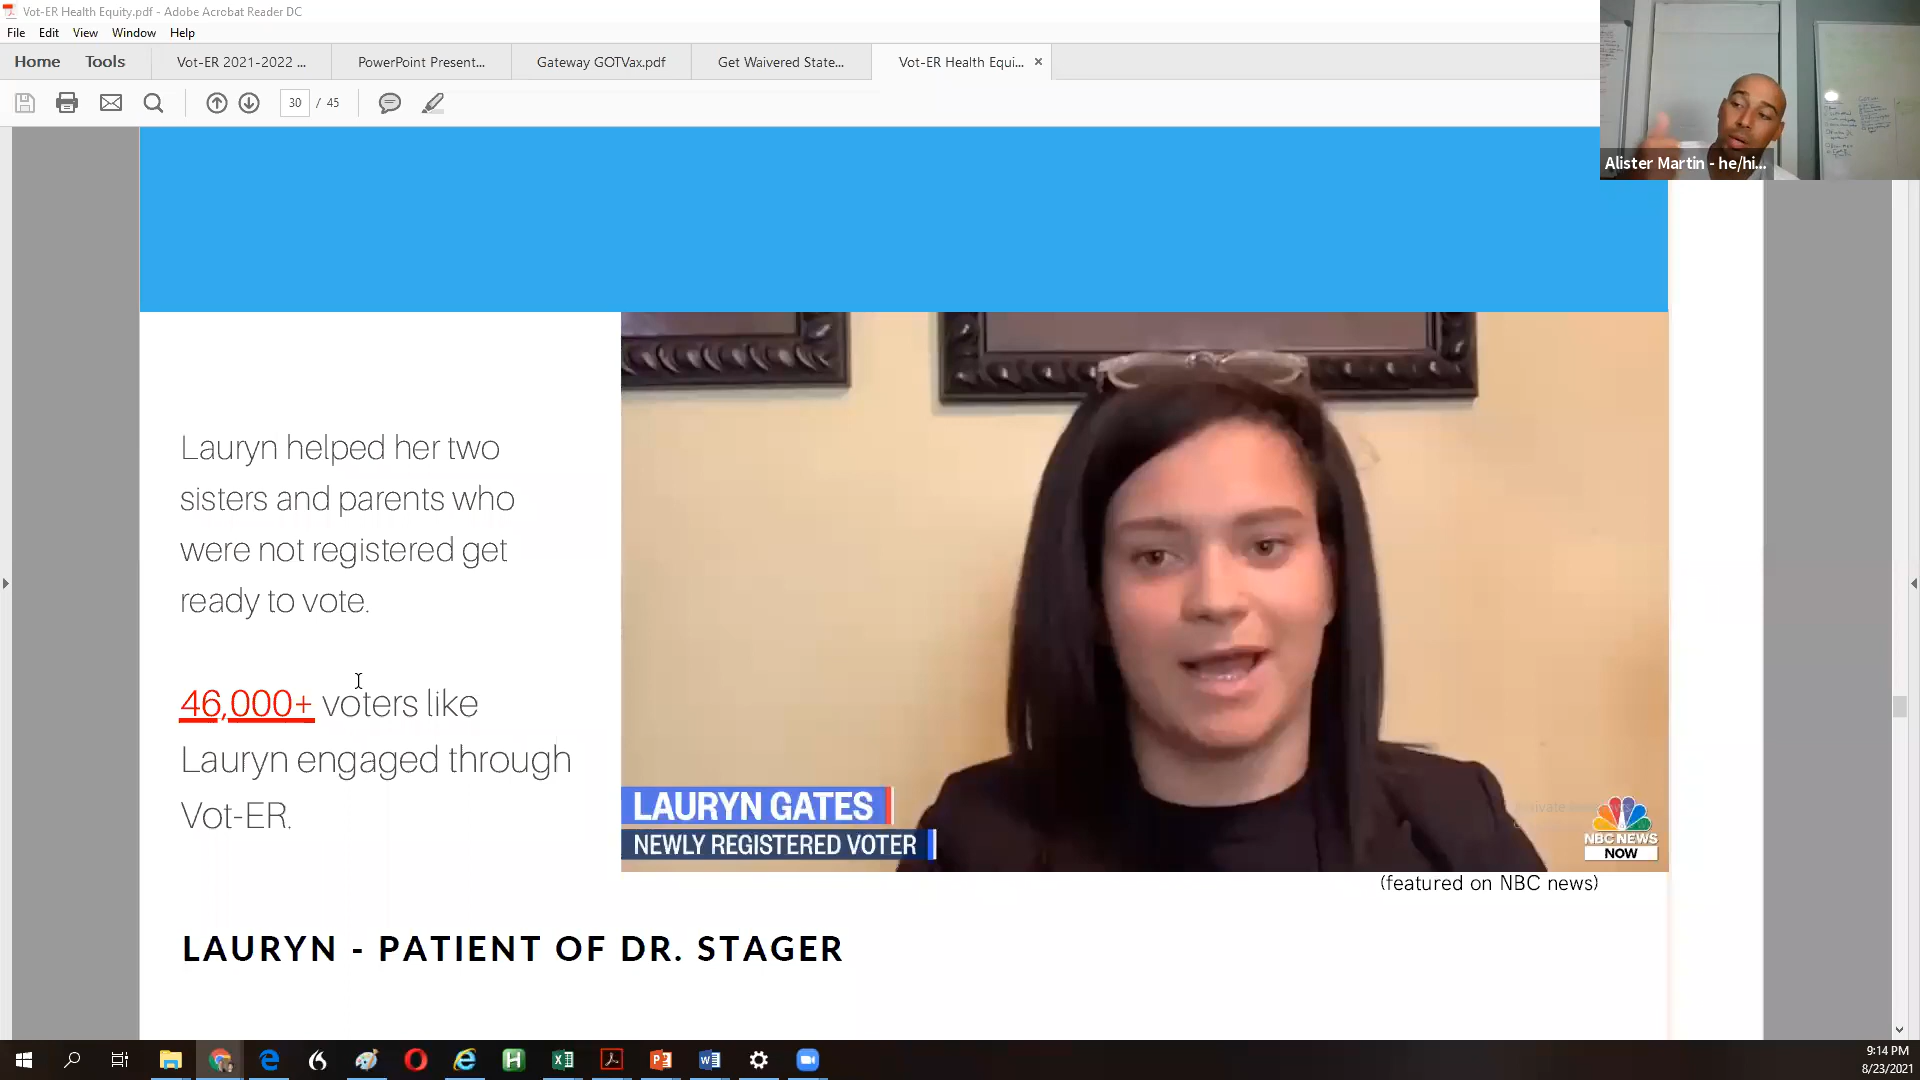 Vot-ER Health Equity.pdf - Adobe Acrobat Reader DC
File Edit View Window Help
Home Tools Vot-ER 2021-2022 ... PowerPoint Present... Gateway GOTVax.pdf Get Waivered State... Vot-ER Health Equi... ×
30 / 45
Alister Martin - he/hi...
Lauryn helped her two
sisters and parents who
were not registered get
ready to vote.
46,000+ voters like
Lauryn engaged through
Vot-ER.
LAURYN GATES
NEWLY REGISTERED VOTER
NBC NEWS
NOW
(featured on NBC news)
LAURYN - PATIENT OF DR. STAGER
9:14 PM
8/23/2021